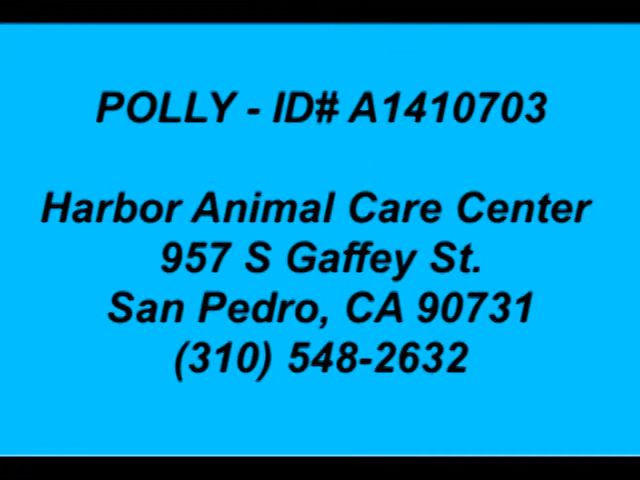 POLLY - ID# A1410703
Harbor Animal Care Center
957 S Gaffey St.
San Pedro, CA 90731
(310) 548-2632